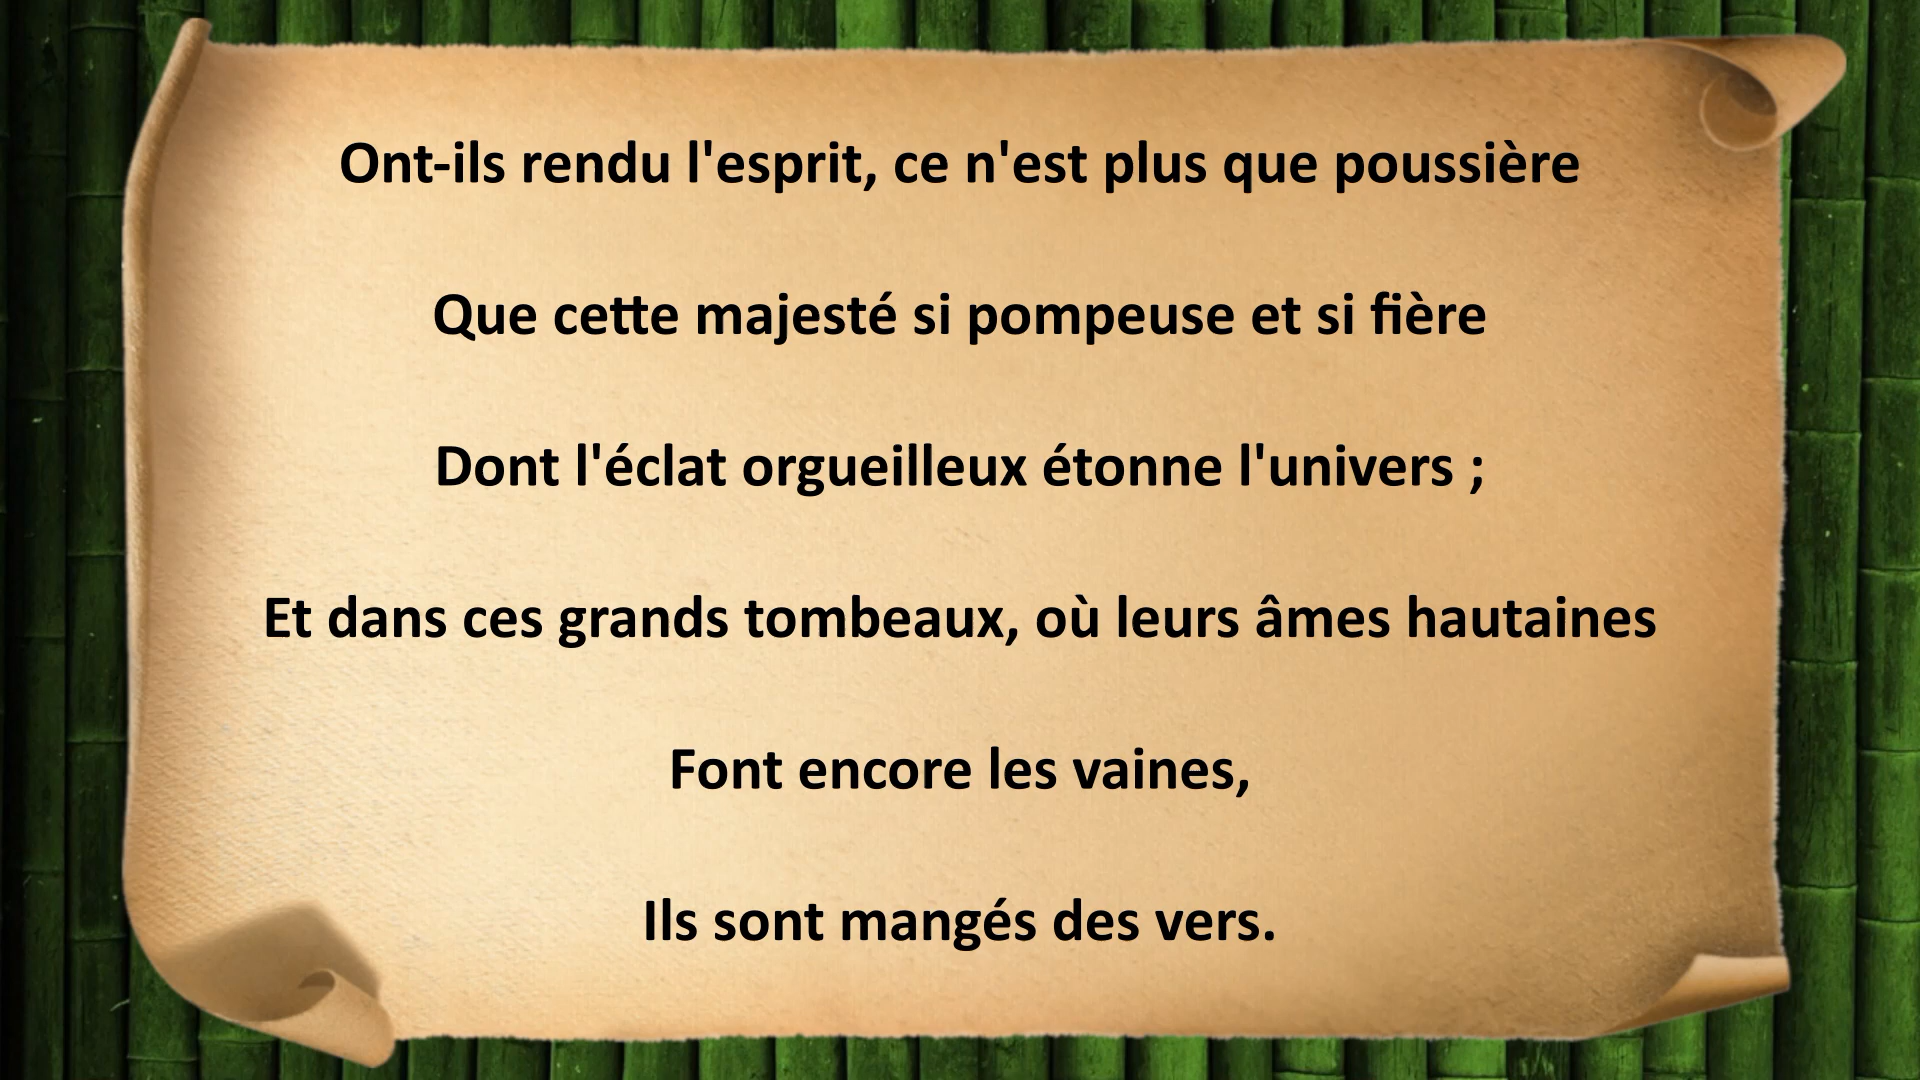 Ont-ils rendu l'esprit, ce n'est plus que poussière
Que cette majesté si pompeuse et si fière
Dont l'éclat orgueilleux étonne l'univers ;
Et dans ces grands tombeaux, où leurs âmes hautaines
Font encore les vaines,
Ils sont mangés des vers.